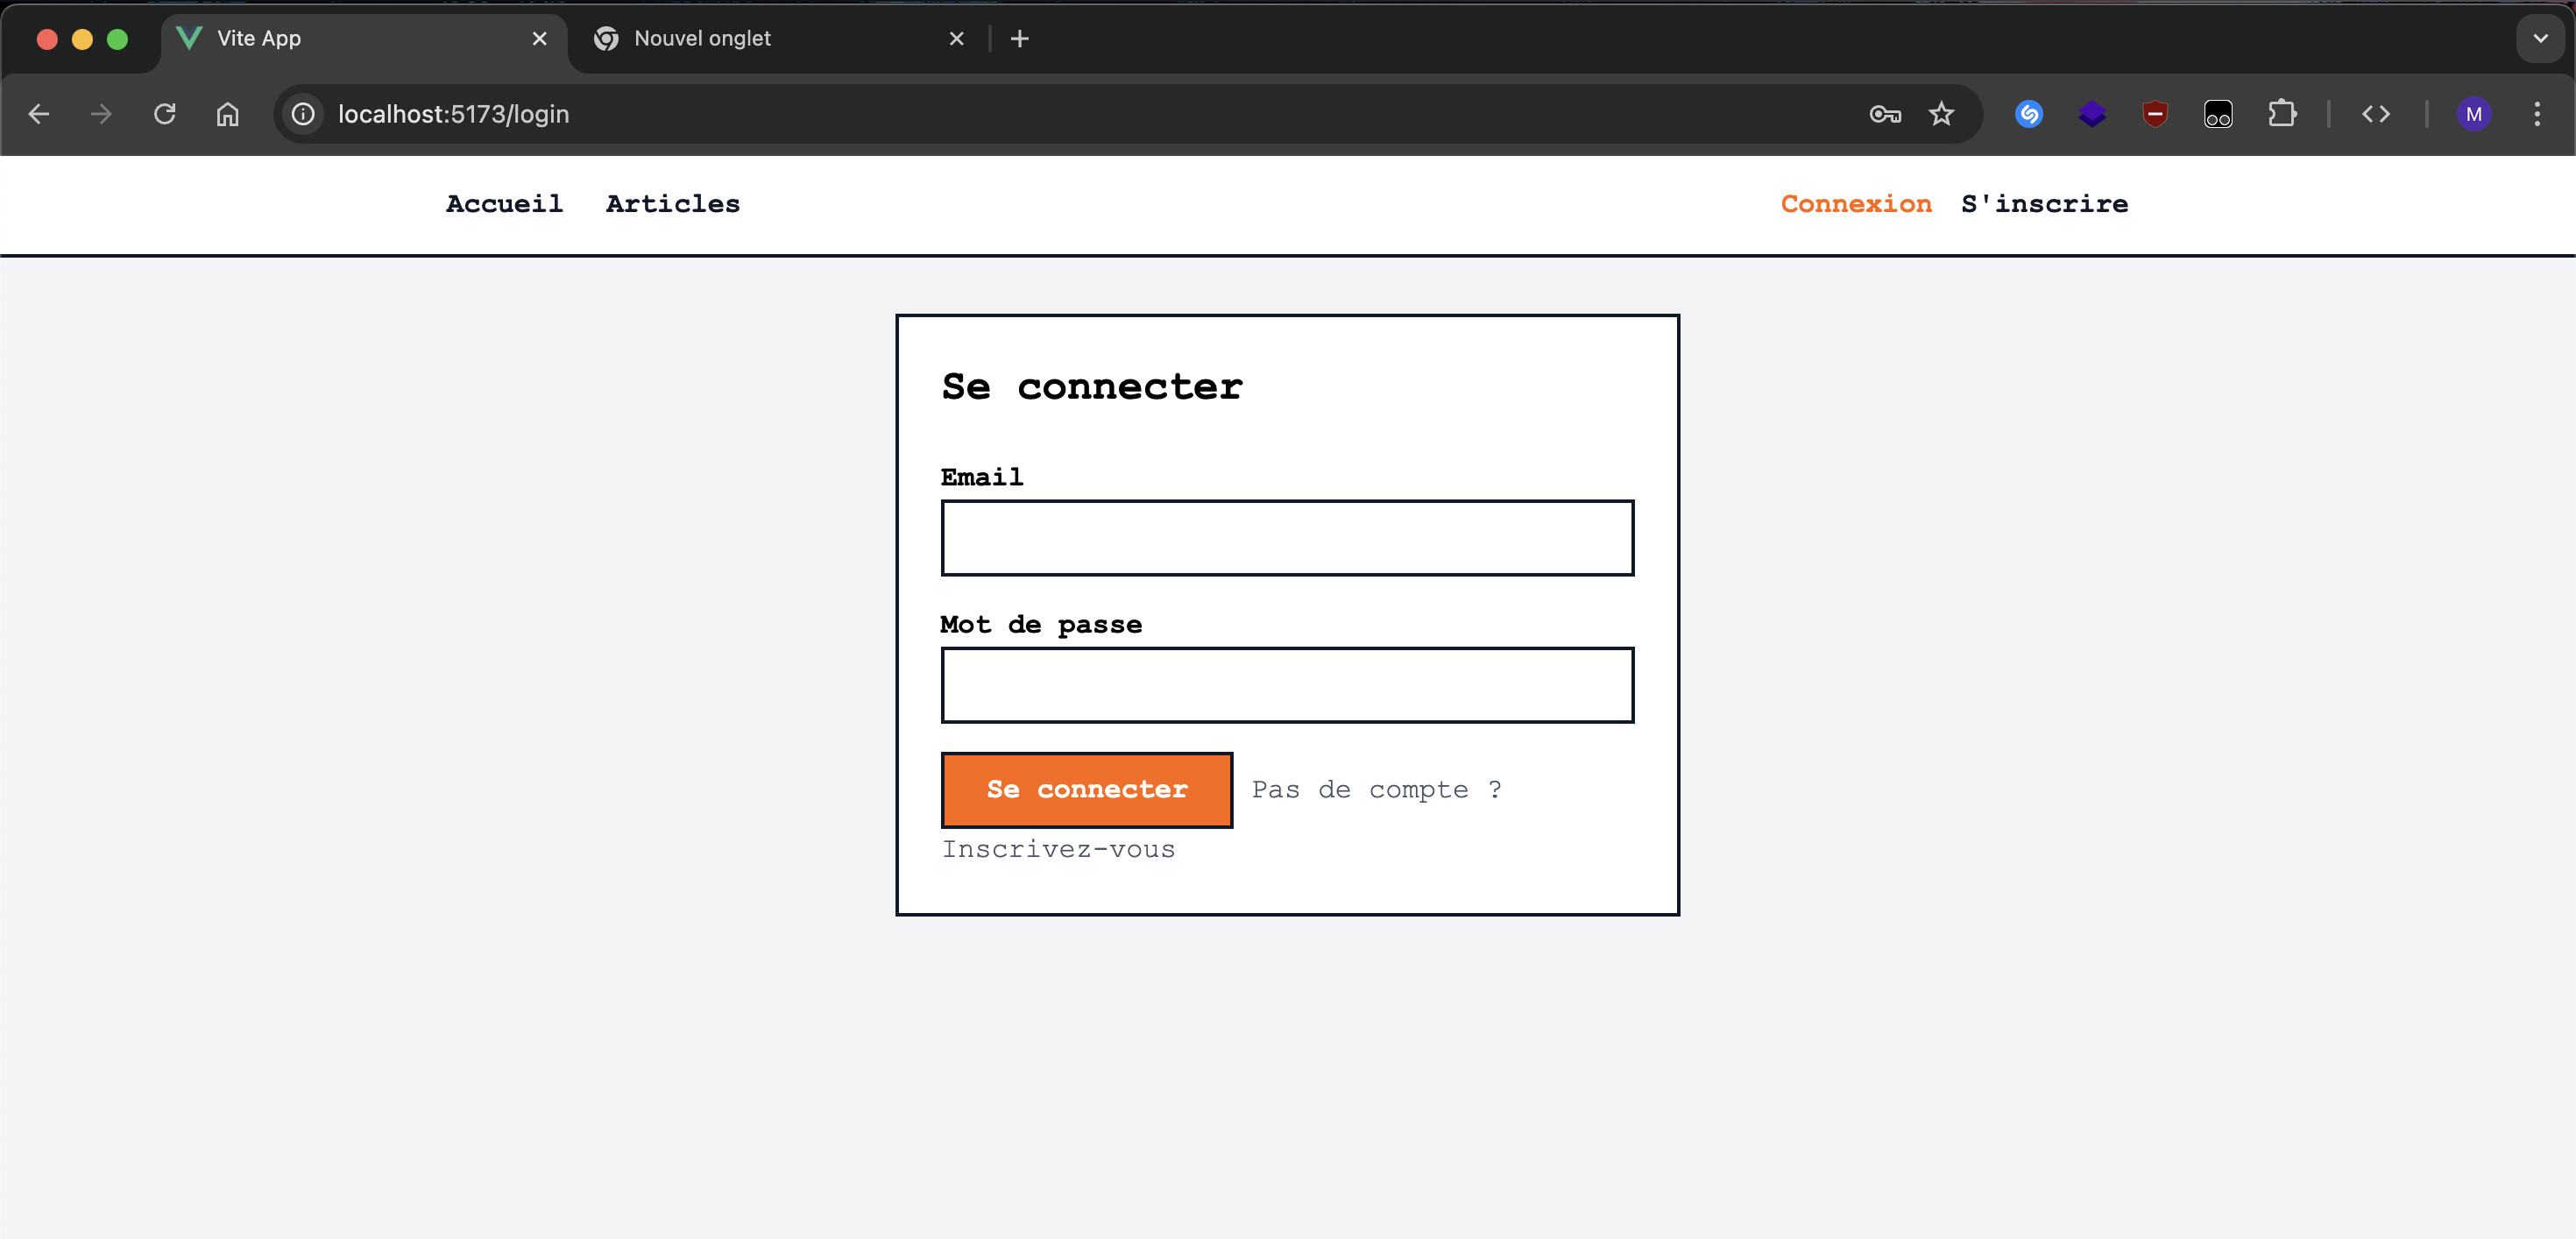 Vite App
Nouvel onglet
localhost:5173/login
M
Accueil Articles Connexion S'inscrire
Se connecter
Email
Mot de passe
Se connecter Pas de compte ?
Inscrivez-vous